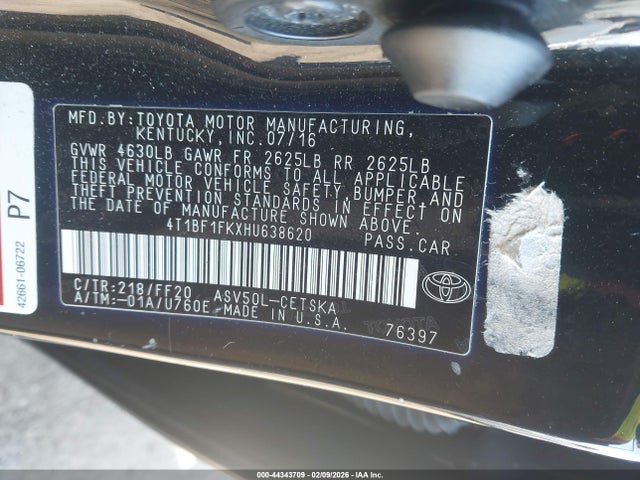 MFD.BY:TOYOTA MOTOR MANUFACTURING,
KENTUCKY, INC.07/16
GVWR 4630LB GAWR FR 2625LB RR 2625LB
THIS VEHICLE CONFORMS TO ALL APPLICABLE
FEDERAL MOTOR VEHICLE SAFETY, BUMPER, AND
THEFT PREVENTION STANDARDS IN EFFECT ON
THE DATE OF MANUFACTURE SHOWN ABOVE.
4T1BF1FKXHU638620 PASS.CAR
C/TR:218/FF20 ASV50L-CETSKA
A/TM:-01A/U760E MADE IN U.S.A.
76397
P7
42661-06722
000-44343709 - 02/09/2026 - IAA Inc.